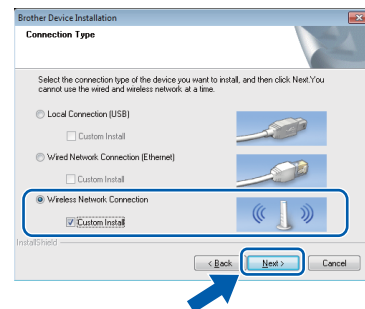 Brother Device Installation
Connection Type
Select the connection type of the device you want to install, and then click Next.You
cannot use the wired and wireless network at a time.
Local Connection (USB)
Custom Install
Wired Network Connection (Ethernet)
Custom Install
Wireless Network Connection
Custom Install
InstallShield
< Back
Next >
Cancel